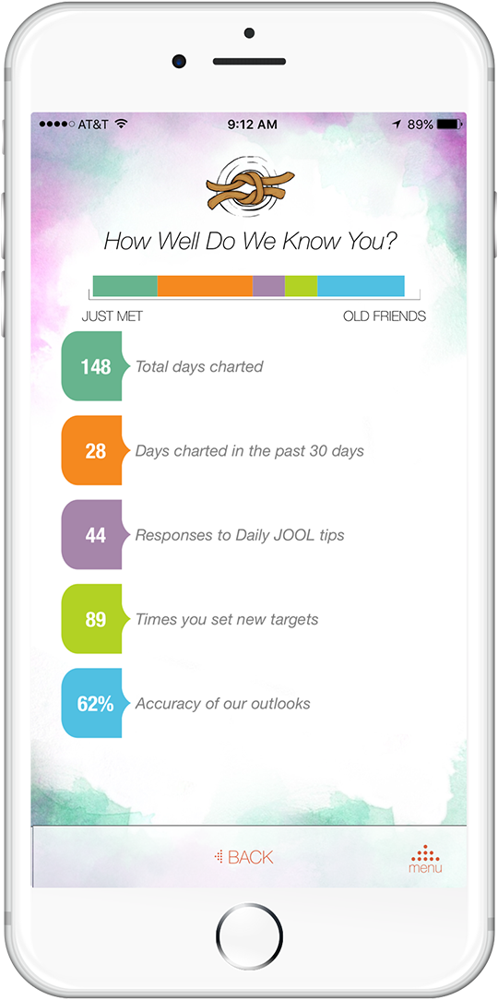 AT&T 9:12 AM 89%
How Well Do We Know You?
JUST MET OLD FRIENDS
148 Total days charted
28 Days charted in the past 30 days
44 Responses to Daily JOOL tips
89 Times you set new targets
62% Accuracy of our outlooks
BACK
menu